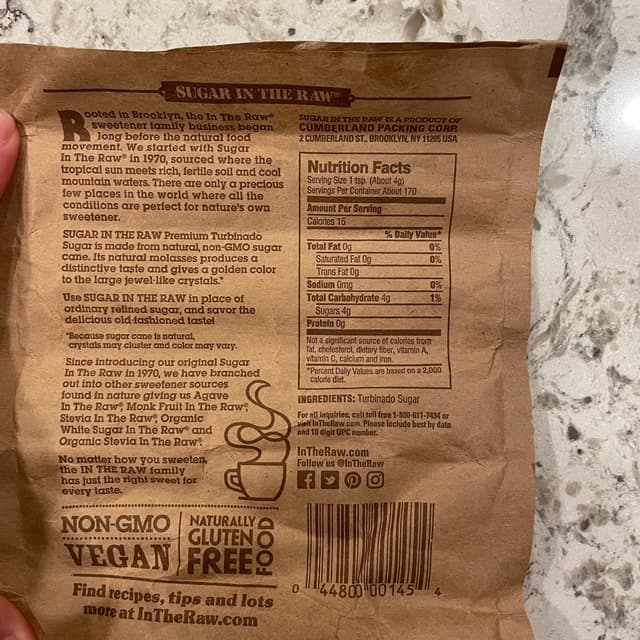 SUGAR IN THE RAW®
Rooted in Brooklyn, the In The Raw®
sweetener family business began
long before the natural food
movement. We started with Sugar
In The Raw® in 1970, sourced where the
tropical sun meets rich, fertile soil and cool
mountain waters. There are only a precious
few places in the world where all the
conditions are perfect for nature's own
sweetener.
SUGAR IN THE RAW Premium Turbinado
Sugar is made from natural, non-GMO sugar
cane. Its natural molasses produces a
distinctive taste and gives a golden color
to the large jewel-like crystals.*
Use SUGAR IN THE RAW in place of
ordinary refined sugar, and savor the
delicious old-fashioned taste!
*Because sugar cane is natural,
crystals may cluster and color may vary.
Since introducing our original Sugar
In The Raw in 1970, we have branched
out into other sweetener sources
found in nature giving us Agave
In The Raw®, Monk Fruit In The Raw®,
Stevia In The Raw®, Organic
White Sugar In The Raw® and
Organic Stevia In The Raw®.
No matter how you sweeten,
the IN THE RAW family
has just the right sweet for
every taste.
NON-GMO
VEGAN
NATURALLY
GLUTEN
FREE
FOOD
Find recipes, tips and lots
more at InTheRaw.com
SUGAR IN THE RAW IS A PRODUCT OF
CUMBERLAND PACKING CORP.
2 CUMBERLAND ST., BROOKLYN, NY 11205 USA
Nutrition Facts
Serving Size 1 tsp. (About 4g)
Servings Per Container About 170
Amount Per Serving
Calories 15
% Daily Value*
Total Fat 0g 0%
Saturated Fat 0g 0%
Trans Fat 0g
Sodium 0mg 0%
Total Carbohydrate 4g 1%
Sugars 4g
Protein 0g
Not a significant source of calories from
fat, cholesterol, dietary fiber, vitamin A,
vitamin C, calcium and iron.
*Percent Daily Values are based on a 2,000
calorie diet.
INGREDIENTS: Turbinado Sugar
For all inquiries, call toll free 1-800-611-7434 or
visit InTheRaw.com. Please include best by date
and 10 digit UPC number.
InTheRaw.com
Follow us @InTheRaw
0 44800 00145 4